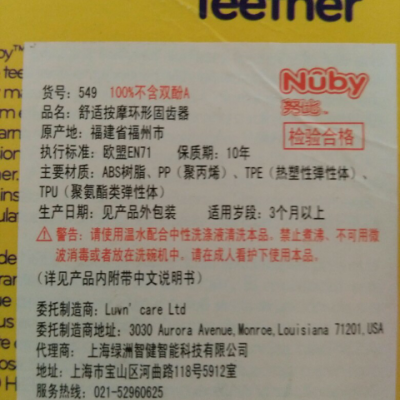 Teether
Nûby
货号：549 100%不含双酚A
品名：舒适按摩环形固齿器
原产地：福建省福州市
检验合格
执行标准：欧盟EN71 保质期：10年
主要材质：ABS树脂、PP（聚丙烯）、TPE（热塑性弹性体）、
TPU（聚氨酯类弹性体）
生产日期：见产品外包装 适用岁段：3个月以上
警告：请使用温水配合中性洗涤液清洗本品。禁止煮沸、不可用微
波消毒或者放在洗碗机中。请在成人看护下使用本品。
（详见产品内附带中文说明书）
委托制造商：Luvn' care Ltd
委托制造商地址：3030 Aurora Avenue,Monroe,Louisiana 71201,USA
代理商：上海绿洲智健智能科技有限公司
地址：上海市宝山区河曲路118号5912室
服务热线：021-52960625